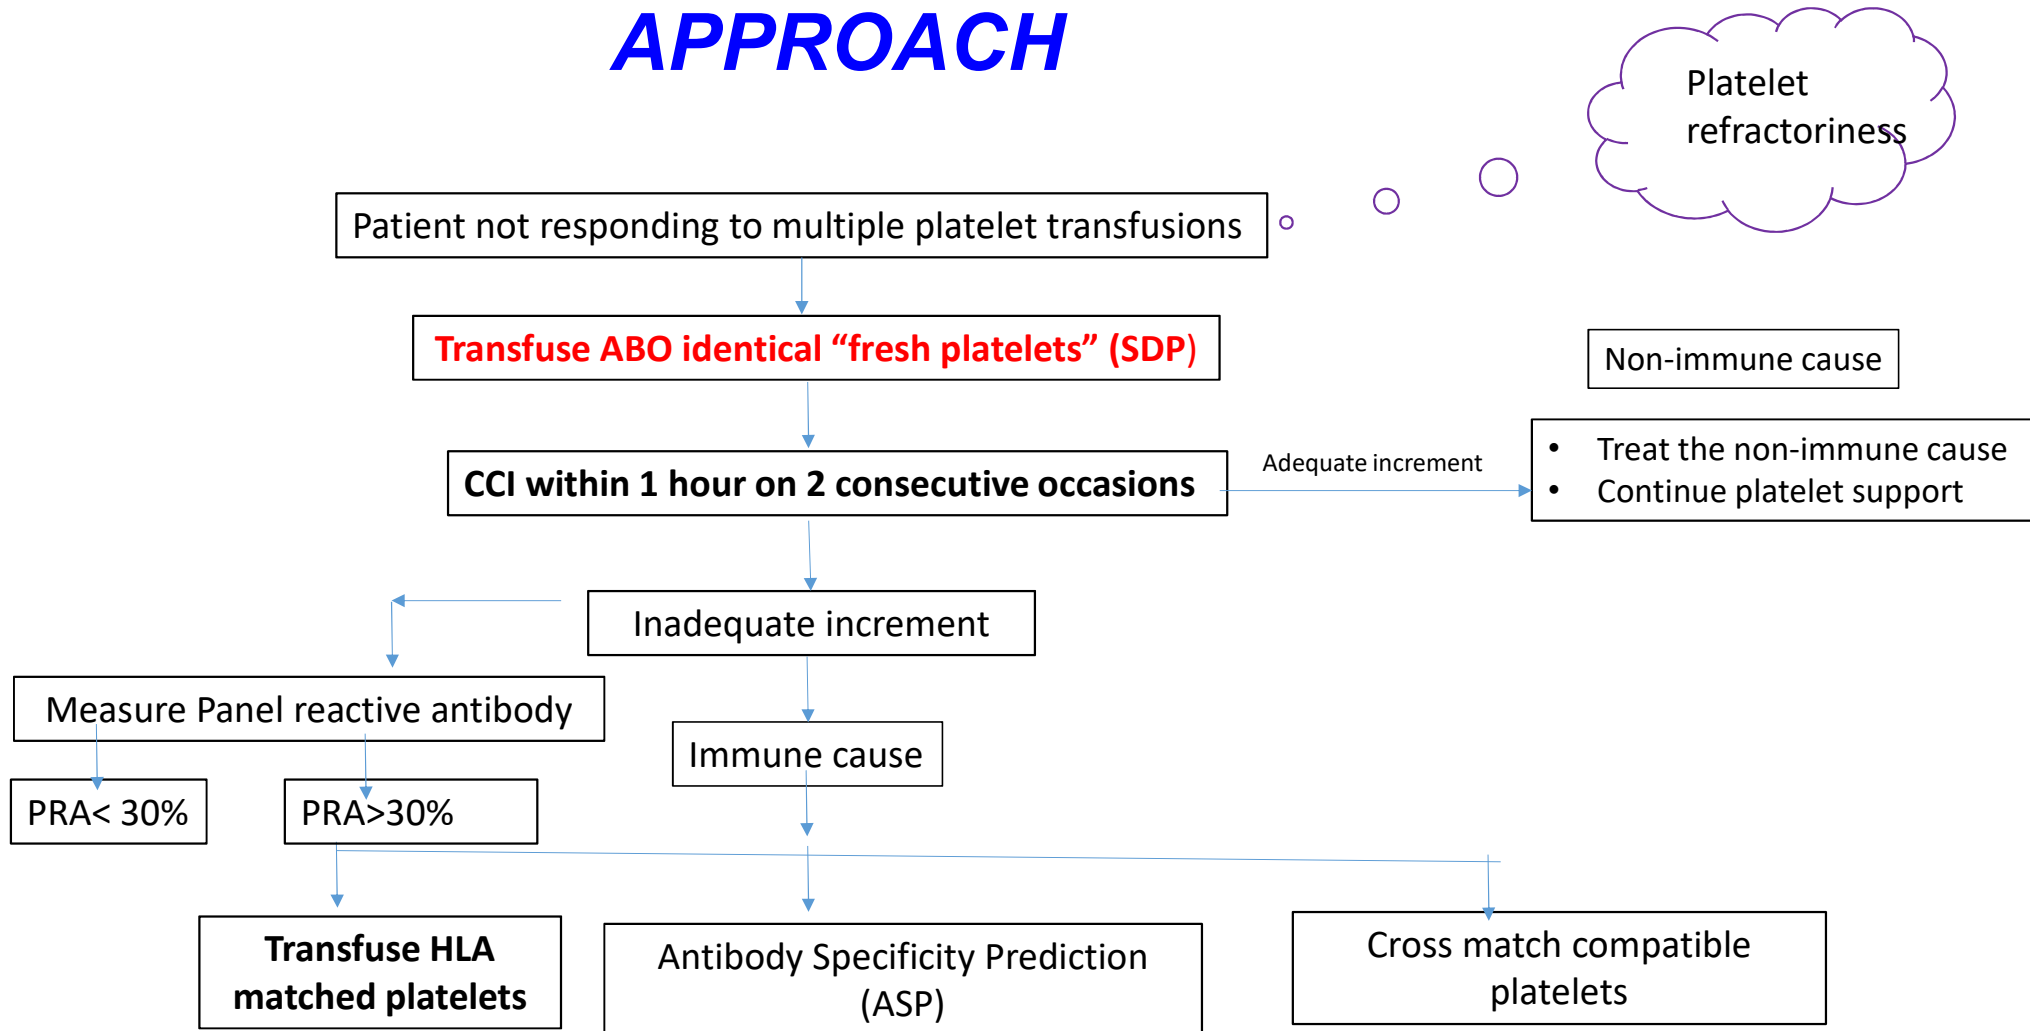 APPROACH
Platelet
refractoriness
Patient not responding to multiple platelet transfusions
Transfuse ABO identical “fresh platelets” (SDP)
Non-immune cause
CCI within 1 hour on 2 consecutive occasions
Adequate increment
• Treat the non-immune cause
• Continue platelet support
Inadequate increment
Measure Panel reactive antibody
Immune cause
PRA< 30%
PRA>30%
Transfuse HLA
matched platelets
Antibody Specificity Prediction
(ASP)
Cross match compatible
platelets